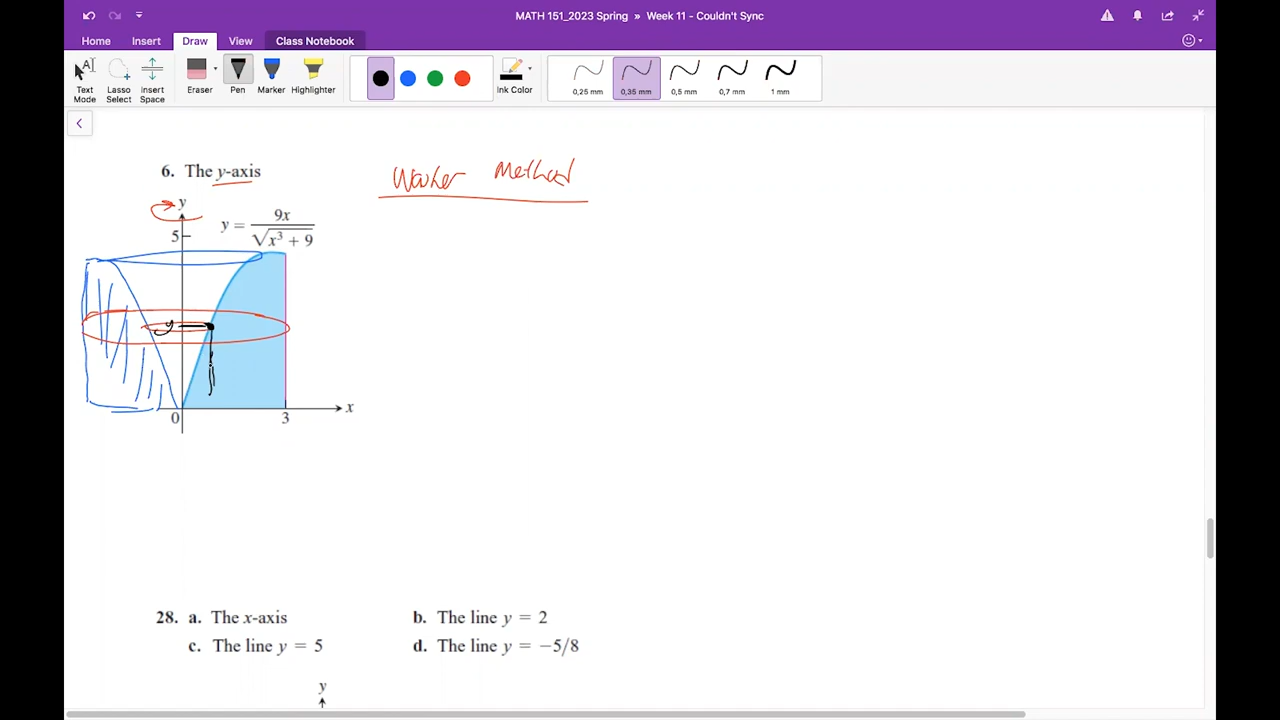 MATH 151_2023 Spring » Week 11 - Couldn't Sync
Home Insert Draw View Class Notebook
Text Mode Lasso Select Insert Space Eraser Pen Marker Highlighter Ink Color 0,25 mm 0,35 mm 0,5 mm 0,7 mm 1 mm
6. The y-axis
Washer Method
y
5
y = 9x / √(x³ + 9)
y
0 3 x
28. a. The x-axis b. The line y = 2
c. The line y = 5 d. The line y = −5/8
y